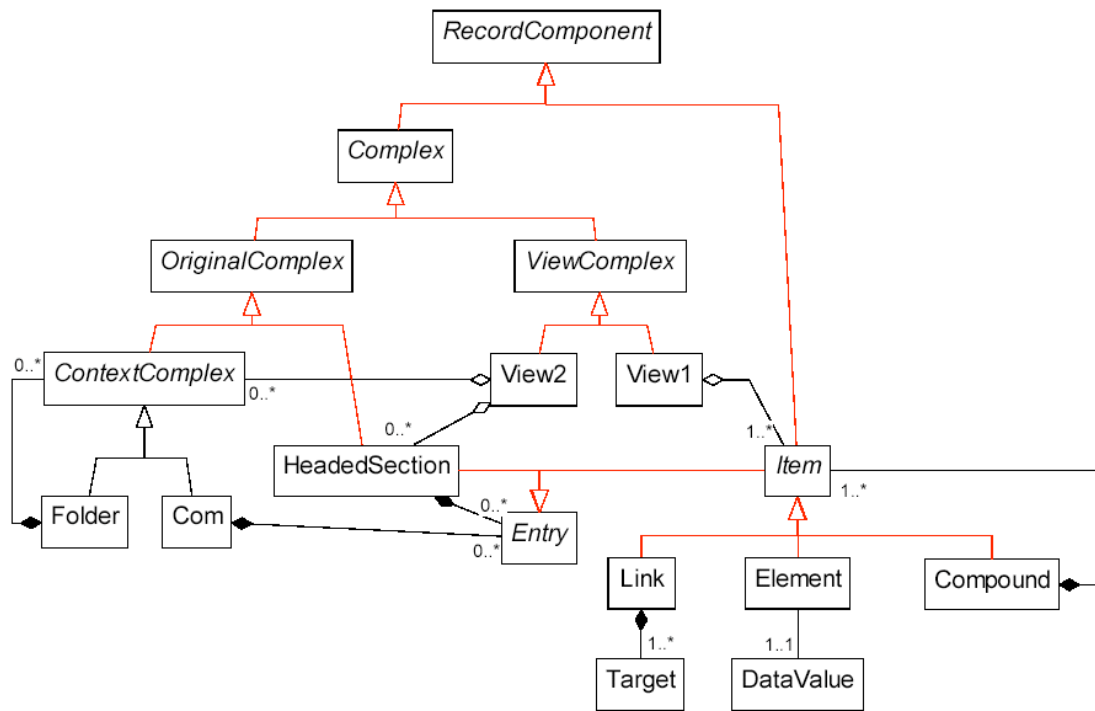 RecordComponent
Complex
OriginalComplex
ViewComplex
0..*
ContextComplex
0..*
View2
View1
0..*
1..*
HeadedSection
Item
1..*
Folder
Com
0..*
0..*
Entry
Link
Element
Compound
1..*
1..1
Target
DataValue